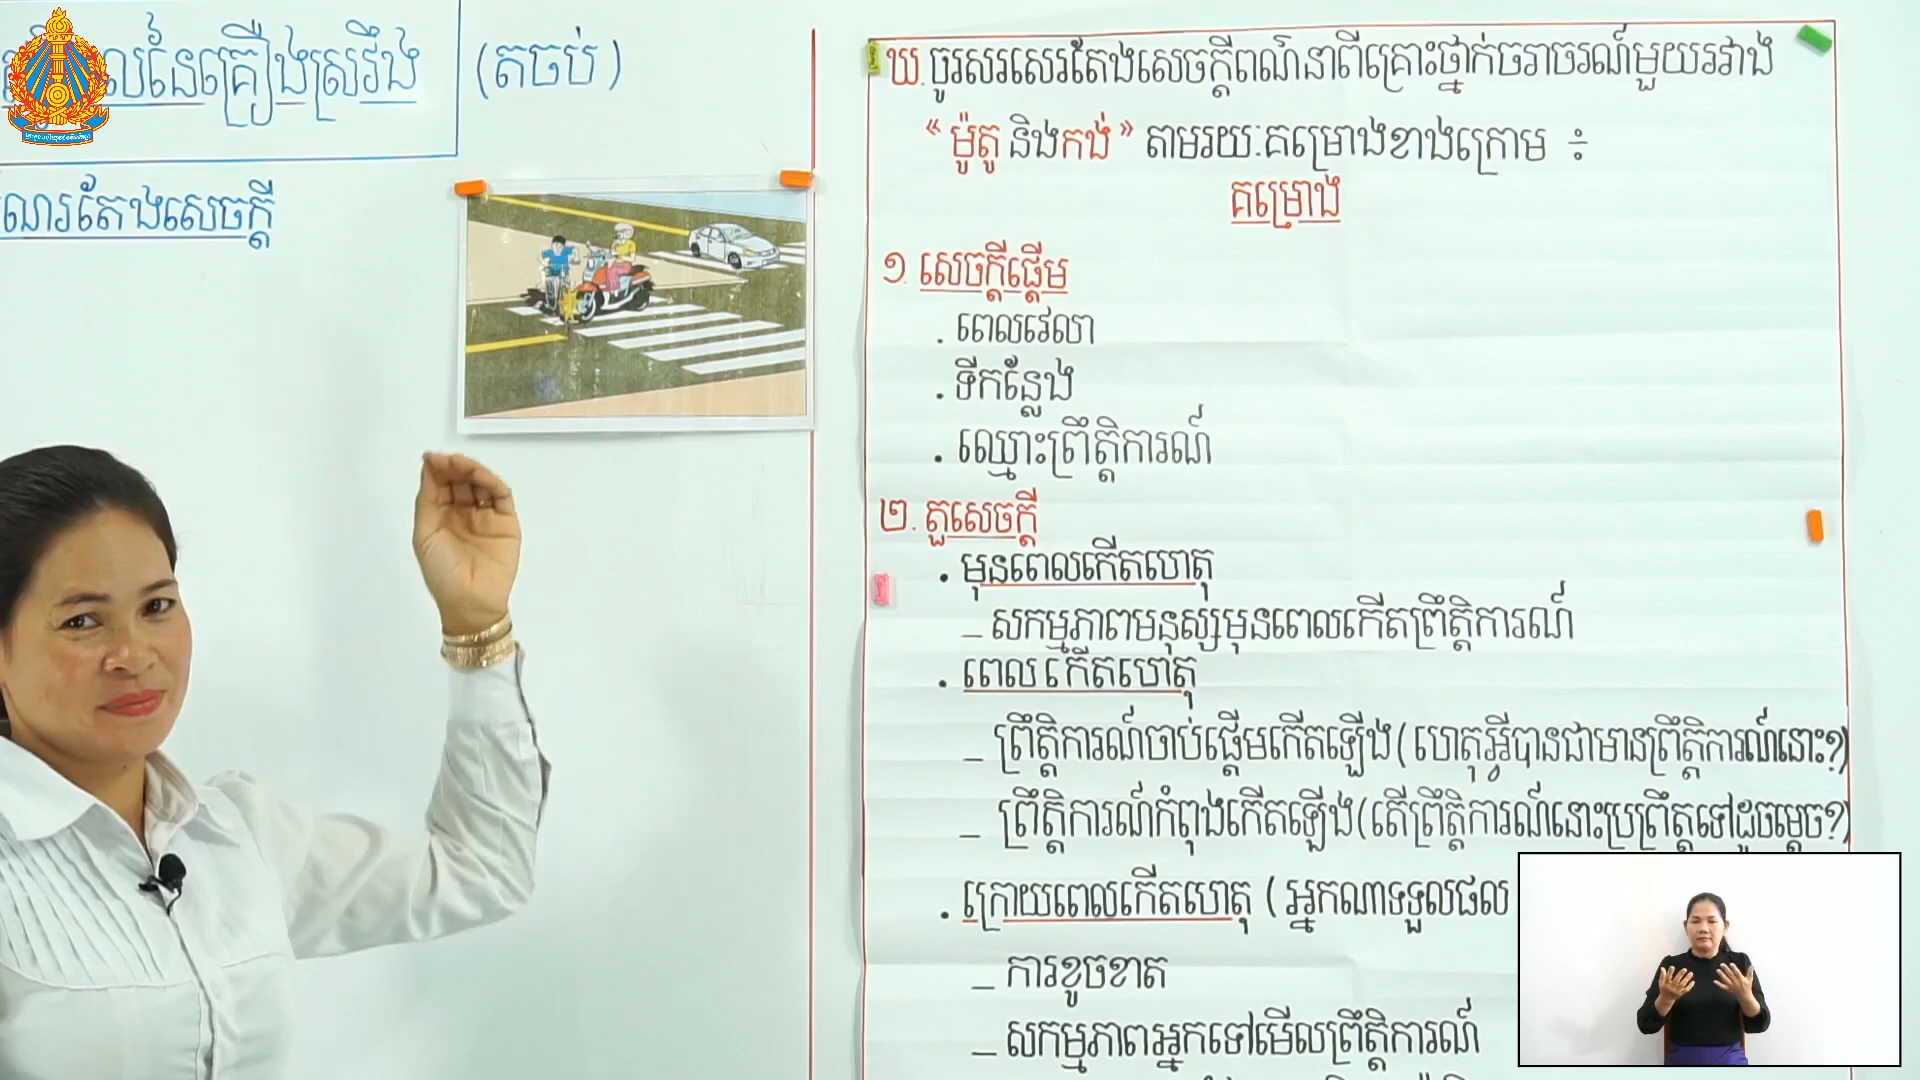 លនៃគ្រឿងស្រវឹង (តចប់)
ណរតែងសេចក្ដី
ឃ. ចូរសរសេរតែងសេចក្ដីពណ៌នាពីគ្រោះថ្នាក់ចរាចរណ៍មួយរវាង
“ម៉ូតូ និងកង់” តាមរយៈគម្រោងខាងក្រោម ÷
គម្រោង
១. សេចក្ដីផ្ដើម
. ពេលវេលា
. ទីកន្លែង
. ឈ្មោះព្រឹត្តិការណ៍
២. តួសេចក្ដី
. មុនពេលកើតហេតុ
_ សកម្មភាពមនុស្សមុនពេលកើតព្រឹត្តិការណ៍
. ពេលកើតហេតុ
_ ព្រឹត្តិការណ៍ចាប់ផ្ដើមកើតឡើង (ហេតុអ្វីបានជាមានព្រឹត្តិការណ៍នោះ?)
_ ព្រឹត្តិការណ៍កំពុងកើតឡើង (តើព្រឹត្តិការណ៍នោះប្រព្រឹត្តទៅដូចម្ដេច?)
. ក្រោយពេលកើតហេតុ (អ្នកណាទទួលផល
_ ការខូចខាត
_ សកម្មភាពអ្នកទៅមើលព្រឹត្តិការណ៍